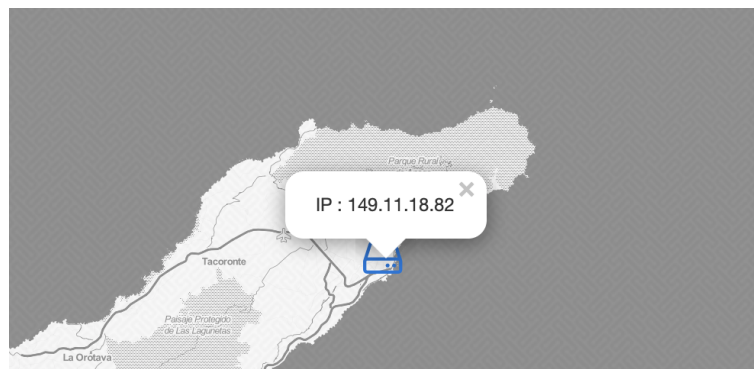 Parque Rural
×
IP : 149.11.18.82
Tacoronte
Paisaje Protegido
de Las Lagunetas
La Orotava